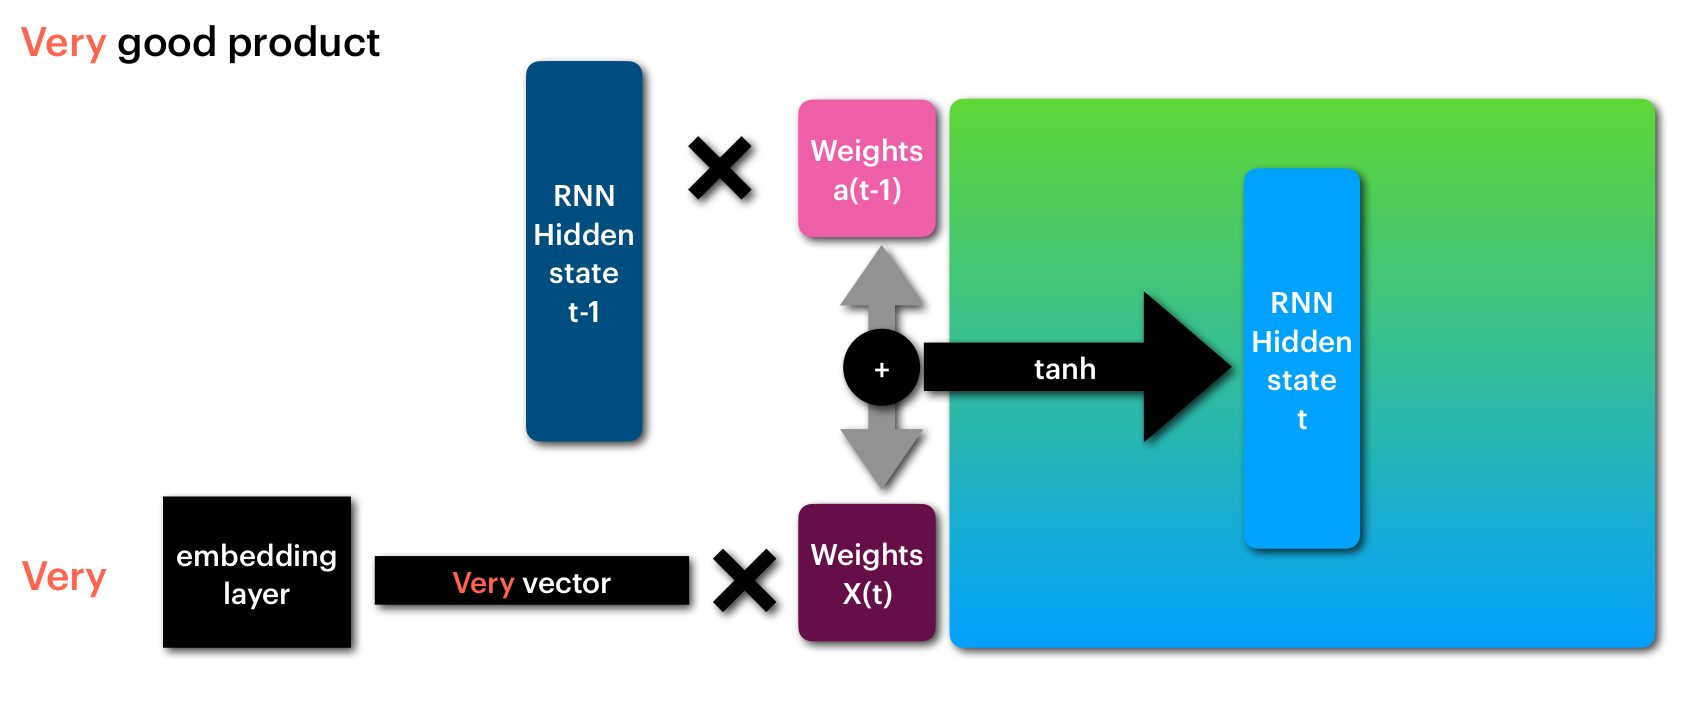 Very good product
RNN
Hidden
state
t-1
Weights
a(t-1)
+
tanh
RNN
Hidden
state
t
Very
embedding
layer
Very vector
Weights
X(t)